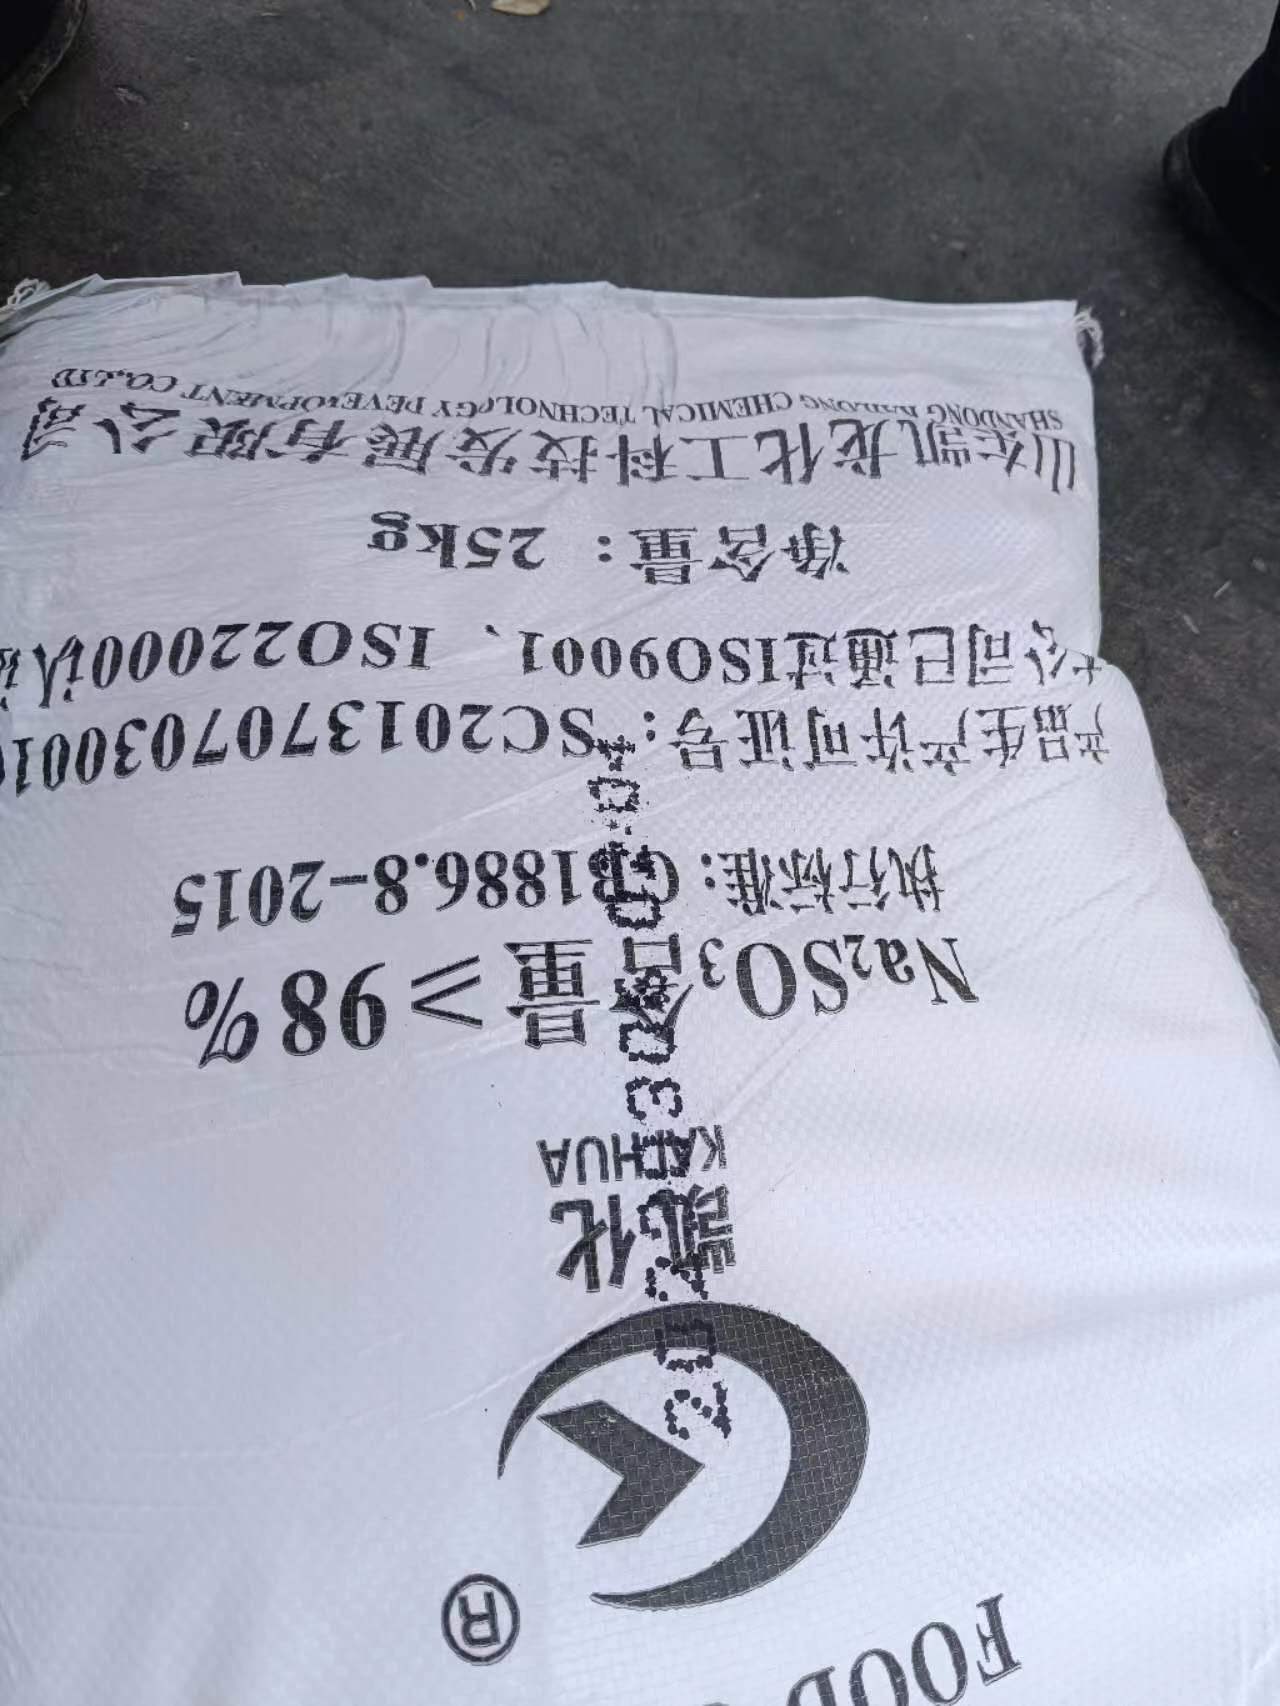 FOOD
®
凯化
KAIHUA
Na₂SO₃含量≥98%
执行标准：GB1886.8-2015
产品生产许可证号：SC2013707030010
本公司已通过ISO9001、ISO22000认证
净含量：25kg
山东凯龙化工科技发展有限公司
SHANDONG KAILONG CHEMICAL TECHNOLOGY DEVELOPMENT CO.,LTD